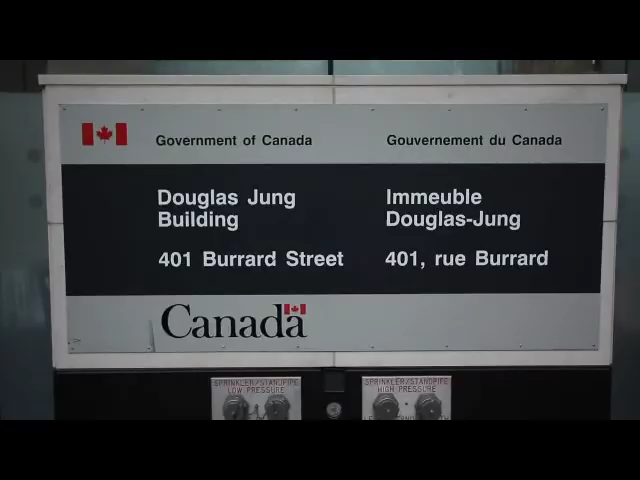 Government of Canada
Gouvernement du Canada
Douglas Jung
Building
Immeuble
Douglas-Jung
401 Burrard Street
401, rue Burrard
Canada
SPRINKLER/STANDPIPE
LOW PRESSURE
SPRINKLER/STANDPIPE
HIGH PRESSURE